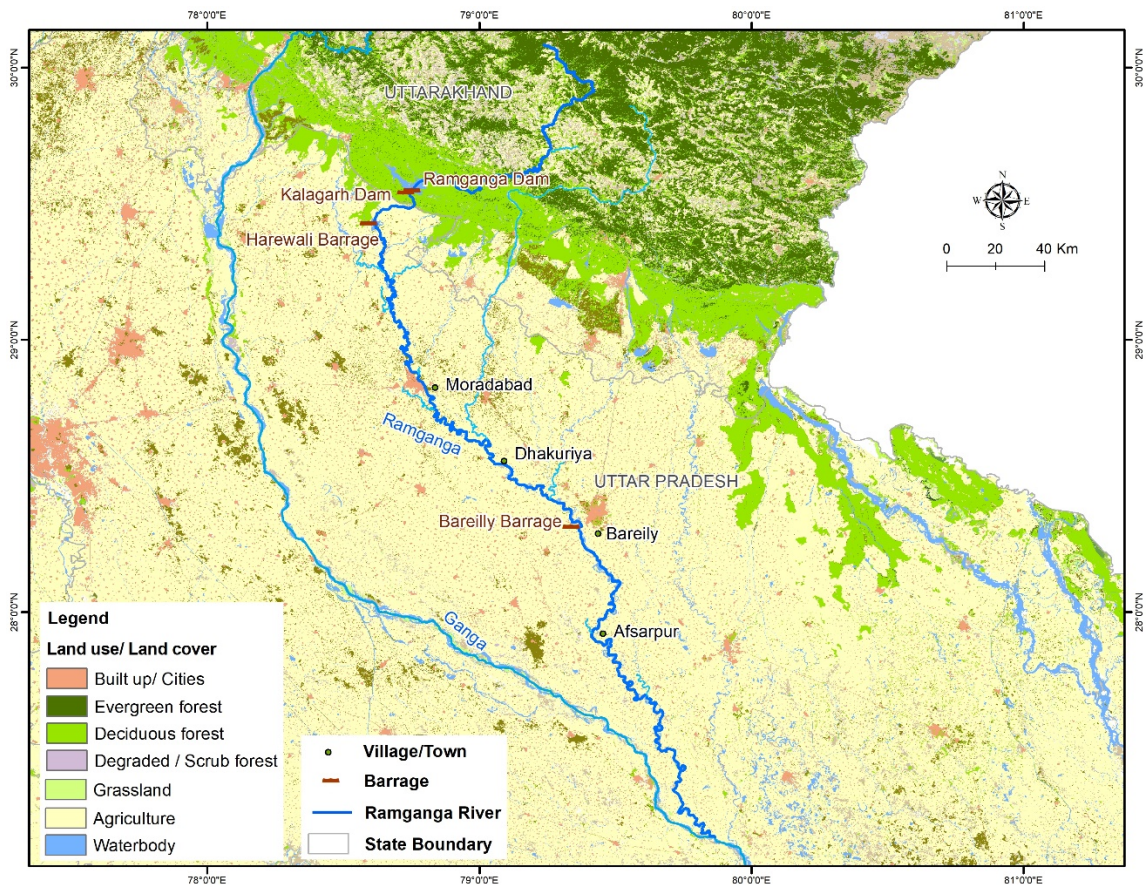 78°0'0"E
79°0'0"E
80°0'0"E
81°0'0"E
30°0'0"N
30°0'0"N
UTTARAKHAND
Ramganga Dam
Kalagarh Dam
Harewali Barrage
N
W
E
S
0
20
40 Km
29°0'0"N
29°0'0"N
Moradabad
Ramganga
Dhakuriya
UTTAR PRADESH
Bareilly Barrage
Bareily
Afsarpur
Ganga
28°0'0"N
28°0'0"N
Legend
Land use/ Land cover
Built up/ Cities
Evergreen forest
Deciduous forest
Degraded / Scrub forest
Grassland
Agriculture
Waterbody
Village/Town
Barrage
Ramganga River
State Boundary
78°0'0"E
79°0'0"E
80°0'0"E
81°0'0"E